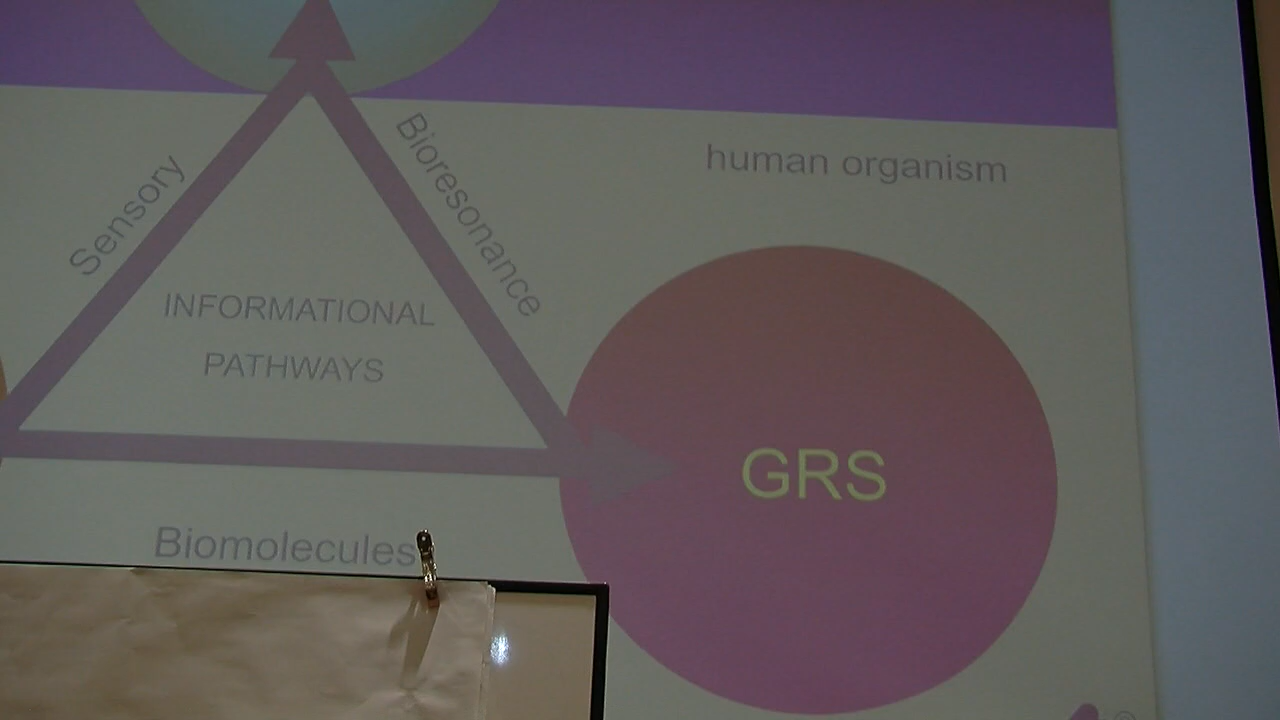 human organism
Sensory
Bioresonance
INFORMATIONAL
PATHWAYS
GRS
Biomolecules
®